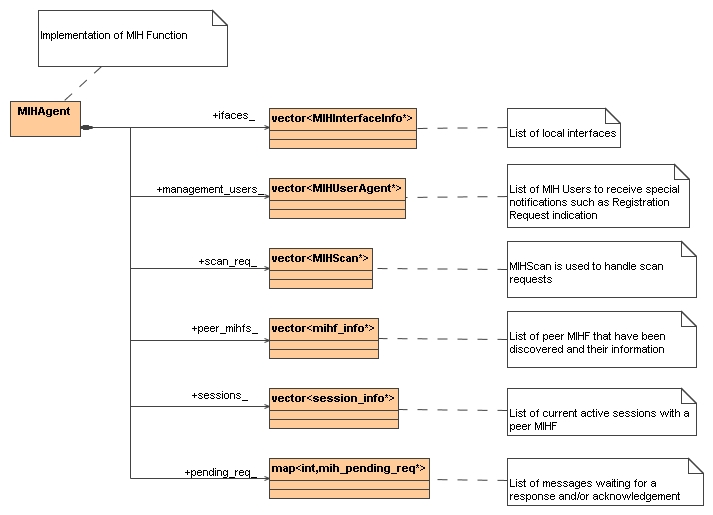 Implementation of MIH Function
MIHAgent
+ifaces_
vector<MIHInterfaceInfo*>
List of local interfaces
+management_users_
vector<MIHUserAgent*>
List of MIH Users to receive special
notifications such as Registration
Request indication
+scan_req_
vector<MIHScan*>
MIHScan is used to handle scan
requests
+peer_mihfs_
vector<mihf_info*>
List of peer MIHF that have been
discovered and their information
+sessions_
vector<session_info*>
List of current active sessions with a
peer MIHF
+pending_req_
map<int,mih_pending_req*>
List of messages waiting for a
response and/or acknowledgement